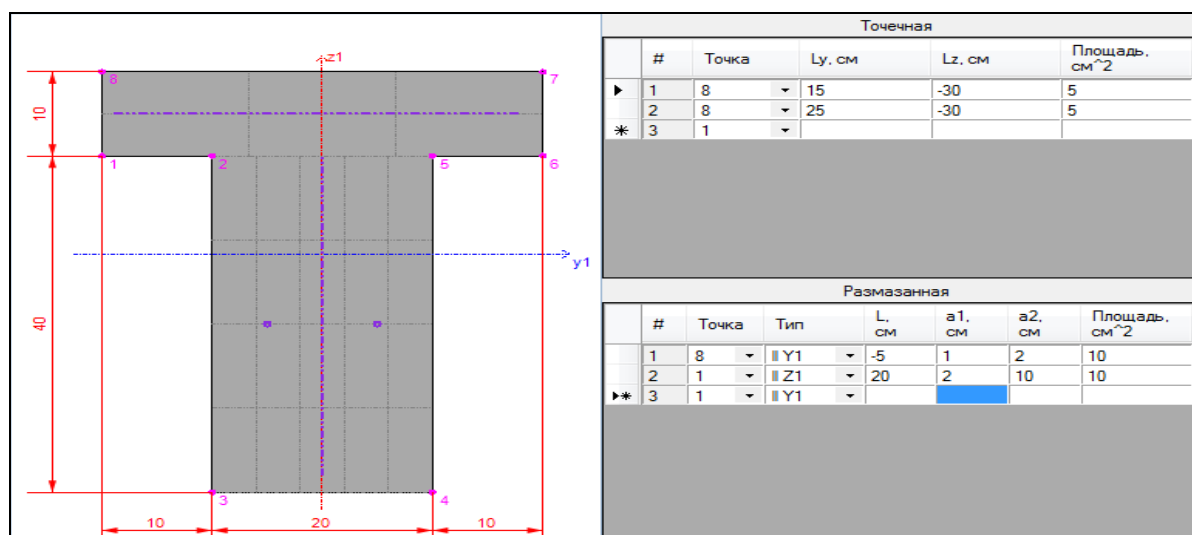 z1
8
7
10
1
2
5
6
y1
40
3
4
10
20
10
Точечная
# Точка Ly, см Lz, см Площадь, см^2
1 8 15 -30 5
2 8 25 -30 5
3 1
Размазанная
# Точка Тип L, см a1, см a2, см Площадь, см^2
1 8 Y1 -5 1 2 10
2 1 Z1 20 2 10 10
3 1 Y1